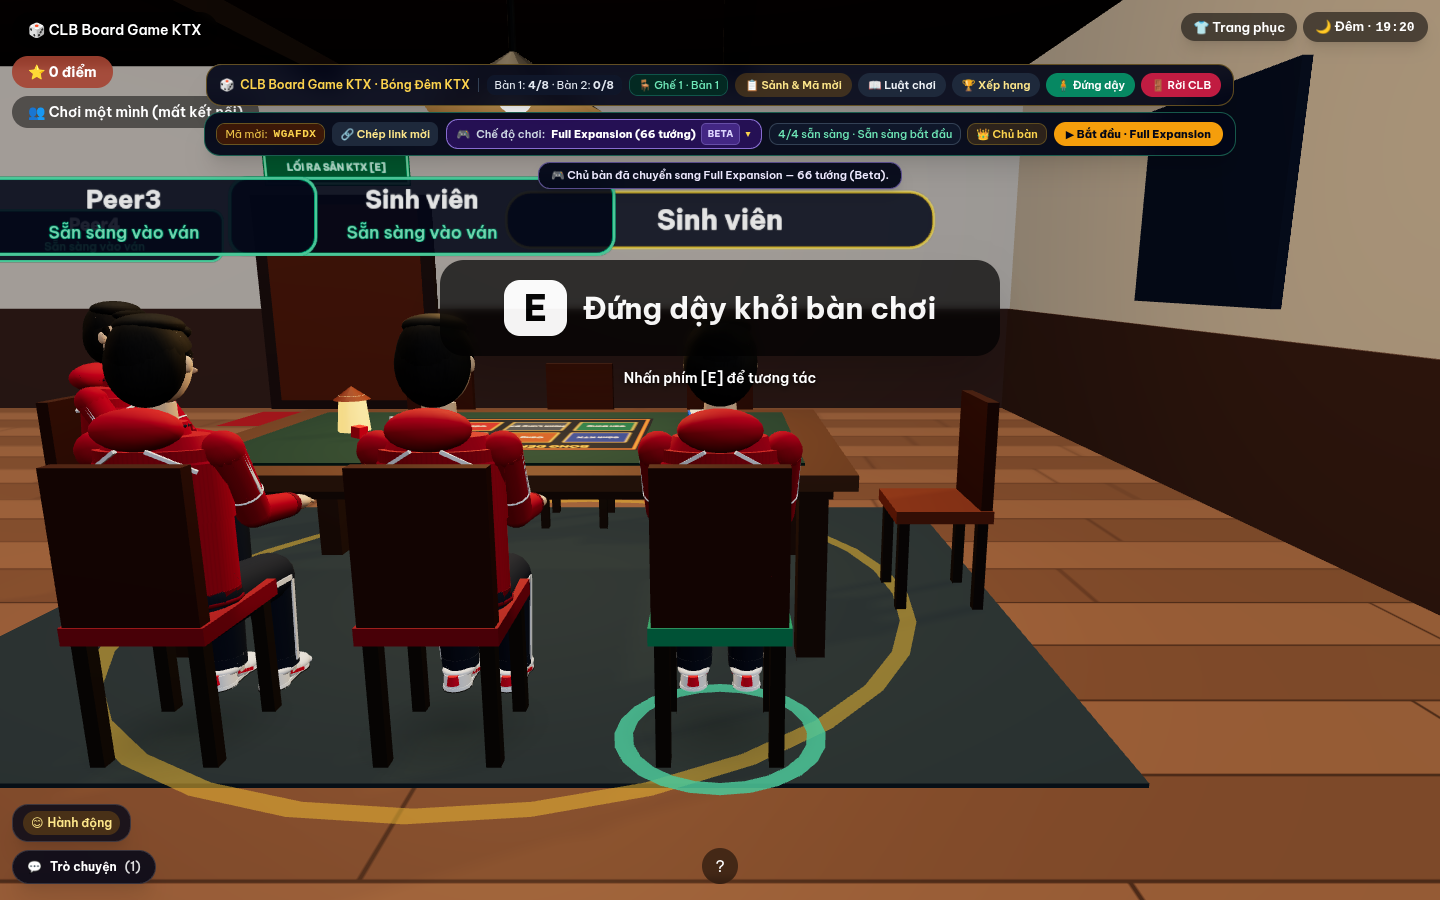 🎲 CLB Board Game KTX
👕 Trang phục
🌙 Đêm · 19:20
⭐ 0 điểm
👥 Chơi một mình (mất kết nối)
🎲 CLB Board Game KTX · Bóng Đêm KTX
Bàn 1: 4/8 · Bàn 2: 0/8
🪑 Ghế 1 · Bàn 1
📋 Sảnh & Mã mời
📖 Luật chơi
🏆 Xếp hạng
🧍 Đứng dậy
🚪 Rời CLB
Mã mời: WGAFDX
🔗 Chép link mời
🎮 Chế độ chơi: Full Expansion (66 tướng) BETA ▾
4/4 sẵn sàng · Sẵn sàng bắt đầu
👑 Chủ bàn
▶ Bắt đầu · Full Expansion
LỐI RA SÂN KTX [E]
🎮 Chủ bàn đã chuyển sang Full Expansion — 66 tướng (Beta).
Peer3
Sẵn sàng vào ván
Peer4
Sẵn sàng vào ván
Sinh viên
Sẵn sàng vào ván
Sinh viên
E Đứng dậy khỏi bàn chơi
Nhấn phím [E] để tương tác
😊 Hành động
💬 Trò chuyện (1)
?